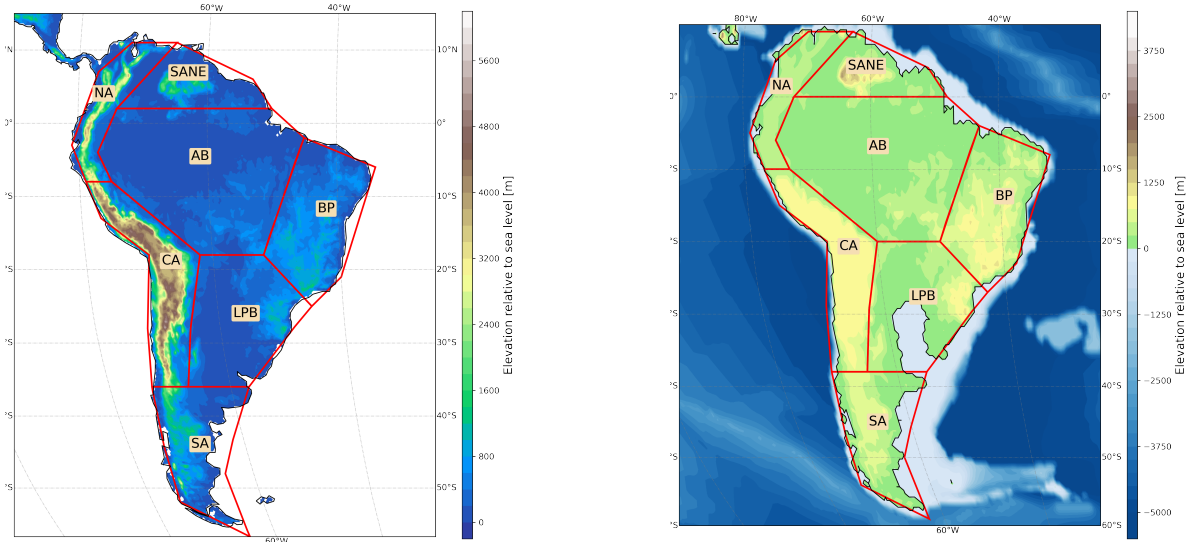 60°W 40°W
°N 10°N
0° 0°
°S 10°S
°S 20°S
°S 30°S
°S 40°S
°S 50°S
60°W
SANE
NA
AB
BP
CA
LPB
SA
5600
4800
4000
3200
2400
1600
800
0
Elevation relative to sea level [m]
80°W 60°W 40°W
0° 0°
°S 10°S
°S 20°S
°S 30°S
°S 40°S
°S 50°S
°S 60°S
60°W
SANE
NA
AB
BP
CA
LPB
SA
3750
2500
1250
0
−1250
−2500
−3750
−5000
Elevation relative to sea level [m]